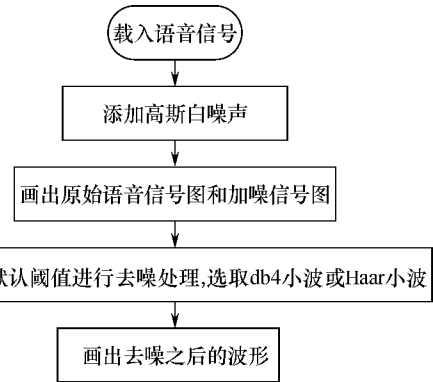 载入语音信号
添加高斯白噪声
画出原始语音信号图和加噪信号图
认阈值进行去噪处理,选取db4小波或Haar小波
画出去噪之后的波形